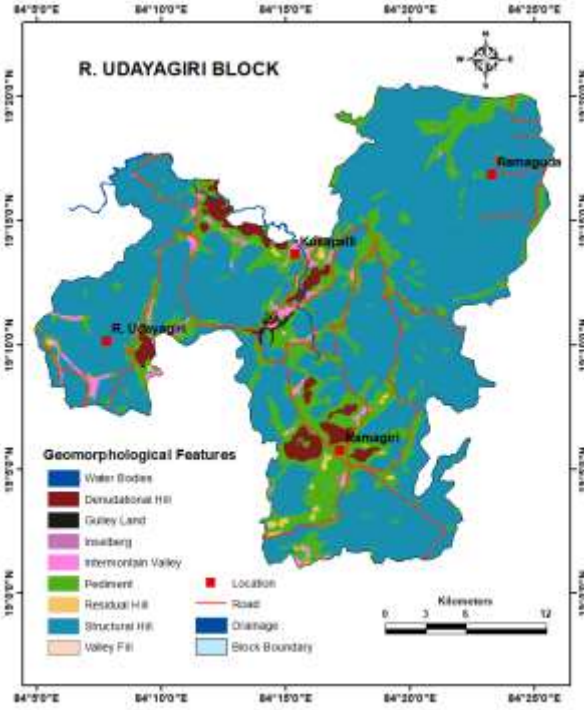 84°5'0"E 84°10'0"E 84°15'0"E 84°20'0"E 84°25'0"E
R. UDAYAGIRI BLOCK
N
W E
S
Ramaguda
Kusapalli
R. Udayagiri
Ramagiri
Geomorphological Features
Water Bodies
Denudational Hill
Gulley Land
Inselberg
Intermontain Valley
Pediment
Residual Hill
Structural Hill
Valley Fill
Location
Road
Drainage
Block Boundary
Kilometers
0 3 6 12
84°5'0"E 84°10'0"E 84°15'0"E 84°20'0"E 84°25'0"E